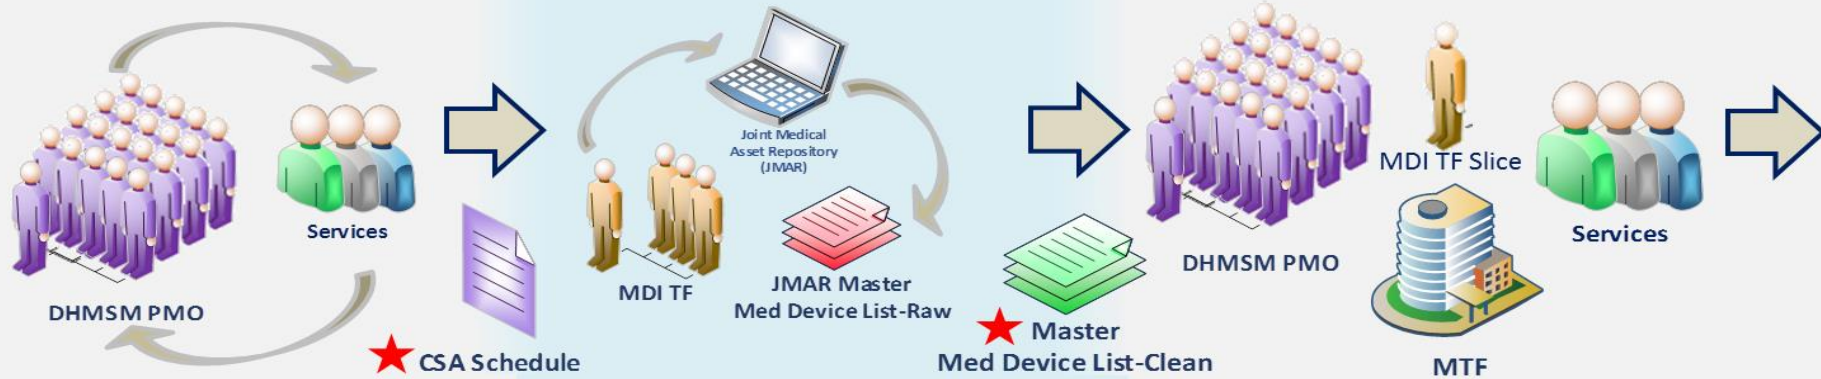 DHMSM PMO
Services
CSA Schedule
MDI TF
Joint Medical
Asset Repository
(JMAR)
JMAR Master
Med Device List-Raw
Master
Med Device List-Clean
DHMSM PMO
MDI TF Slice
MTF
Services